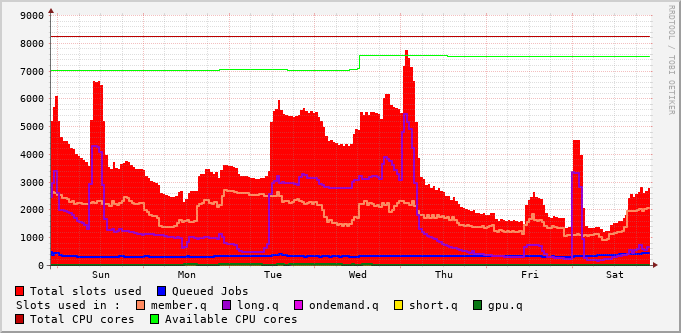 RRDTOOL / TOBI OETIKER
9000
8000
7000
6000
5000
4000
3000
2000
1000
0
Sun Mon Tue Wed Thu Fri Sat
Total slots used Queued Jobs
Slots used in : member.q long.q ondemand.q short.q gpu.q
Total CPU cores Available CPU cores